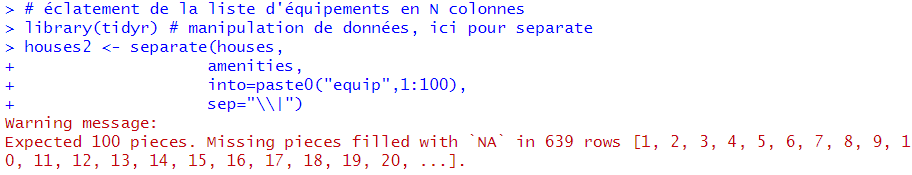 > # éclatement de la liste d'équipements en N colonnes
> library(tidyr) # manipulation de données, ici pour separate
> houses2 <- separate(houses,
+                     amenities,
+                     into=paste0("equip",1:100),
+                     sep="\\|")
Warning message:
Expected 100 pieces. Missing pieces filled with `NA` in 639 rows [1, 2, 3, 4, 5, 6, 7, 8, 9, 1
0, 11, 12, 13, 14, 15, 16, 17, 18, 19, 20, ...].